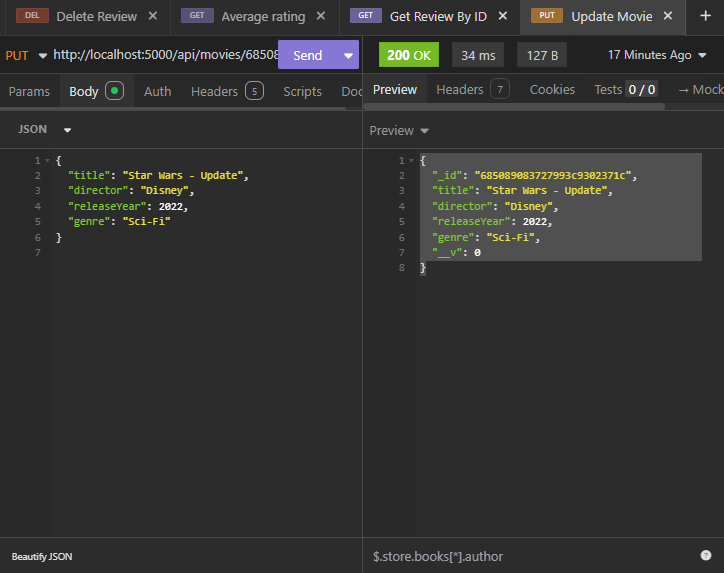 DEL Delete Review GET Average rating GET Get Review By ID PUT Update Movie
PUT http://localhost:5000/api/movies/6850 Send 200 OK 34 ms 127 B 17 Minutes Ago
Params Body Auth Headers 5 Scripts Doc Preview Headers 7 Cookies Tests 0 / 0 → Mock
JSON Preview
1 {
2 "title": "Star Wars - Update",
3 "director": "Disney",
4 "releaseYear": 2022,
5 "genre": "Sci-Fi"
6 }
7
1 {
2 "_id": "685089083727993c9302371c",
3 "title": "Star Wars - Update",
4 "director": "Disney",
5 "releaseYear": 2022,
6 "genre": "Sci-Fi",
7 "__v": 0
8 }
Beautify JSON $.store.books[*].author ?